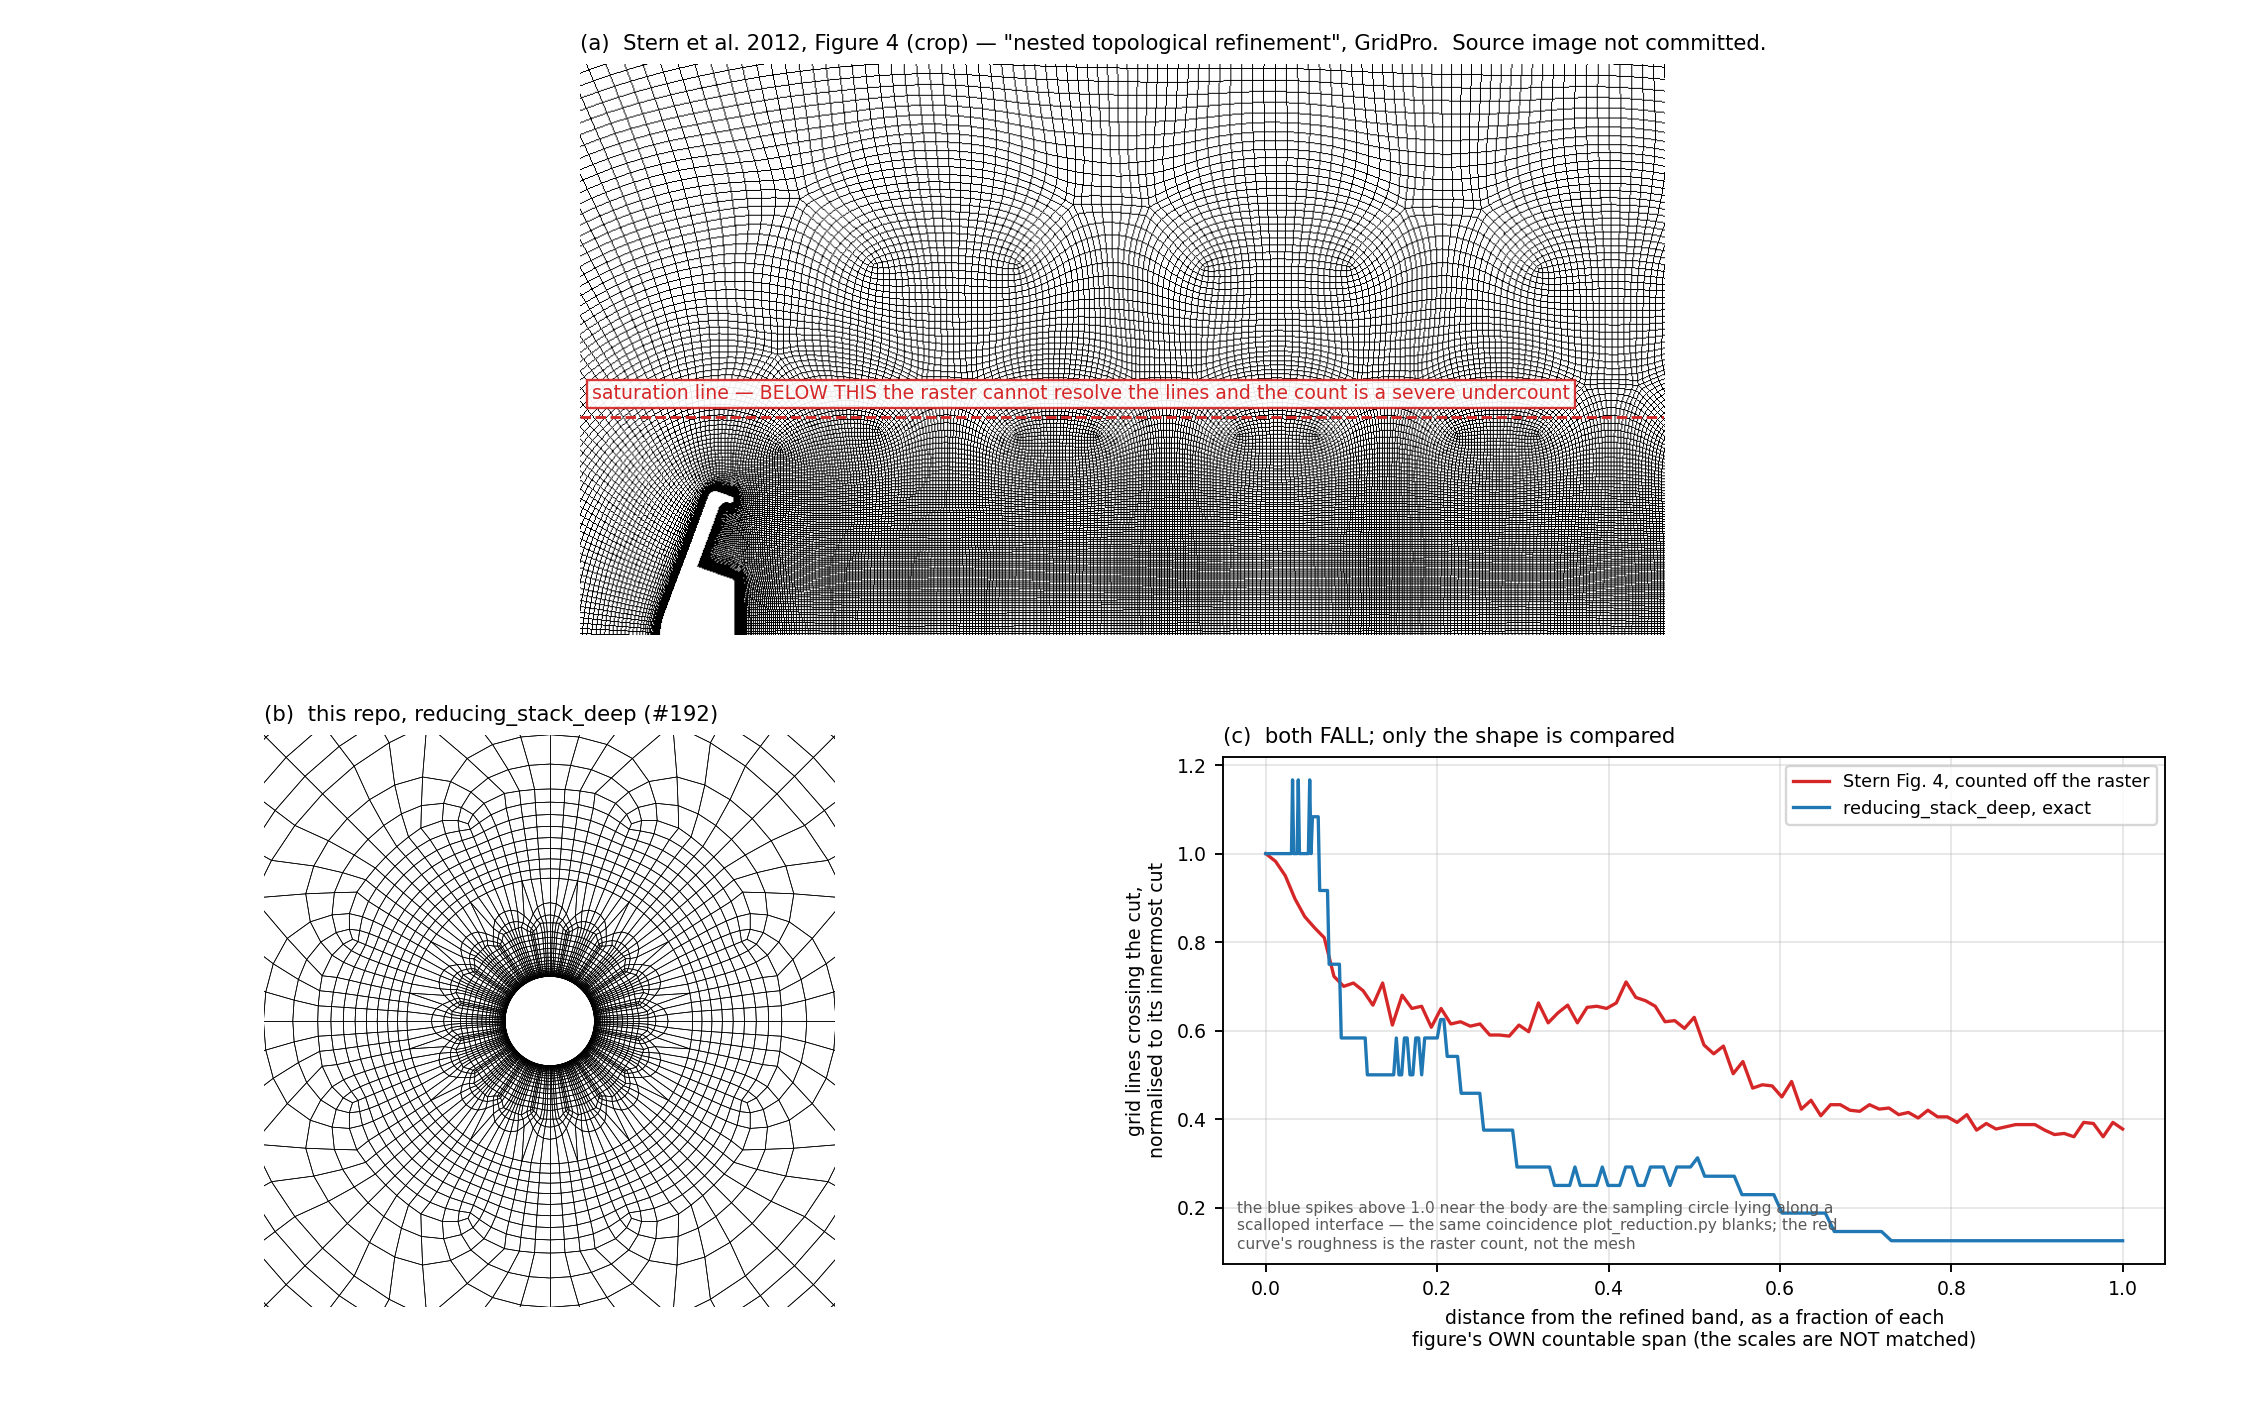 (a)  Stern et al. 2012, Figure 4 (crop) — "nested topological refinement", GridPro.  Source image not committed.
saturation line — BELOW THIS the raster cannot resolve the lines and the count is a severe undercount
(b)  this repo, reducing_stack_deep (#192)
(c)  both FALL; only the shape is compared
Stern Fig. 4, counted off the raster
reducing_stack_deep, exact
grid lines crossing the cut,
normalised to its innermost cut
1.2
1.0
0.8
0.6
0.4
0.2
the blue spikes above 1.0 near the body are the sampling circle lying along a
scalloped interface — the same coincidence plot_reduction.py blanks; the red
curve's roughness is the raster count, not the mesh
0.0
0.2
0.4
0.6
0.8
1.0
distance from the refined band, as a fraction of each
figure's OWN countable span (the scales are NOT matched)